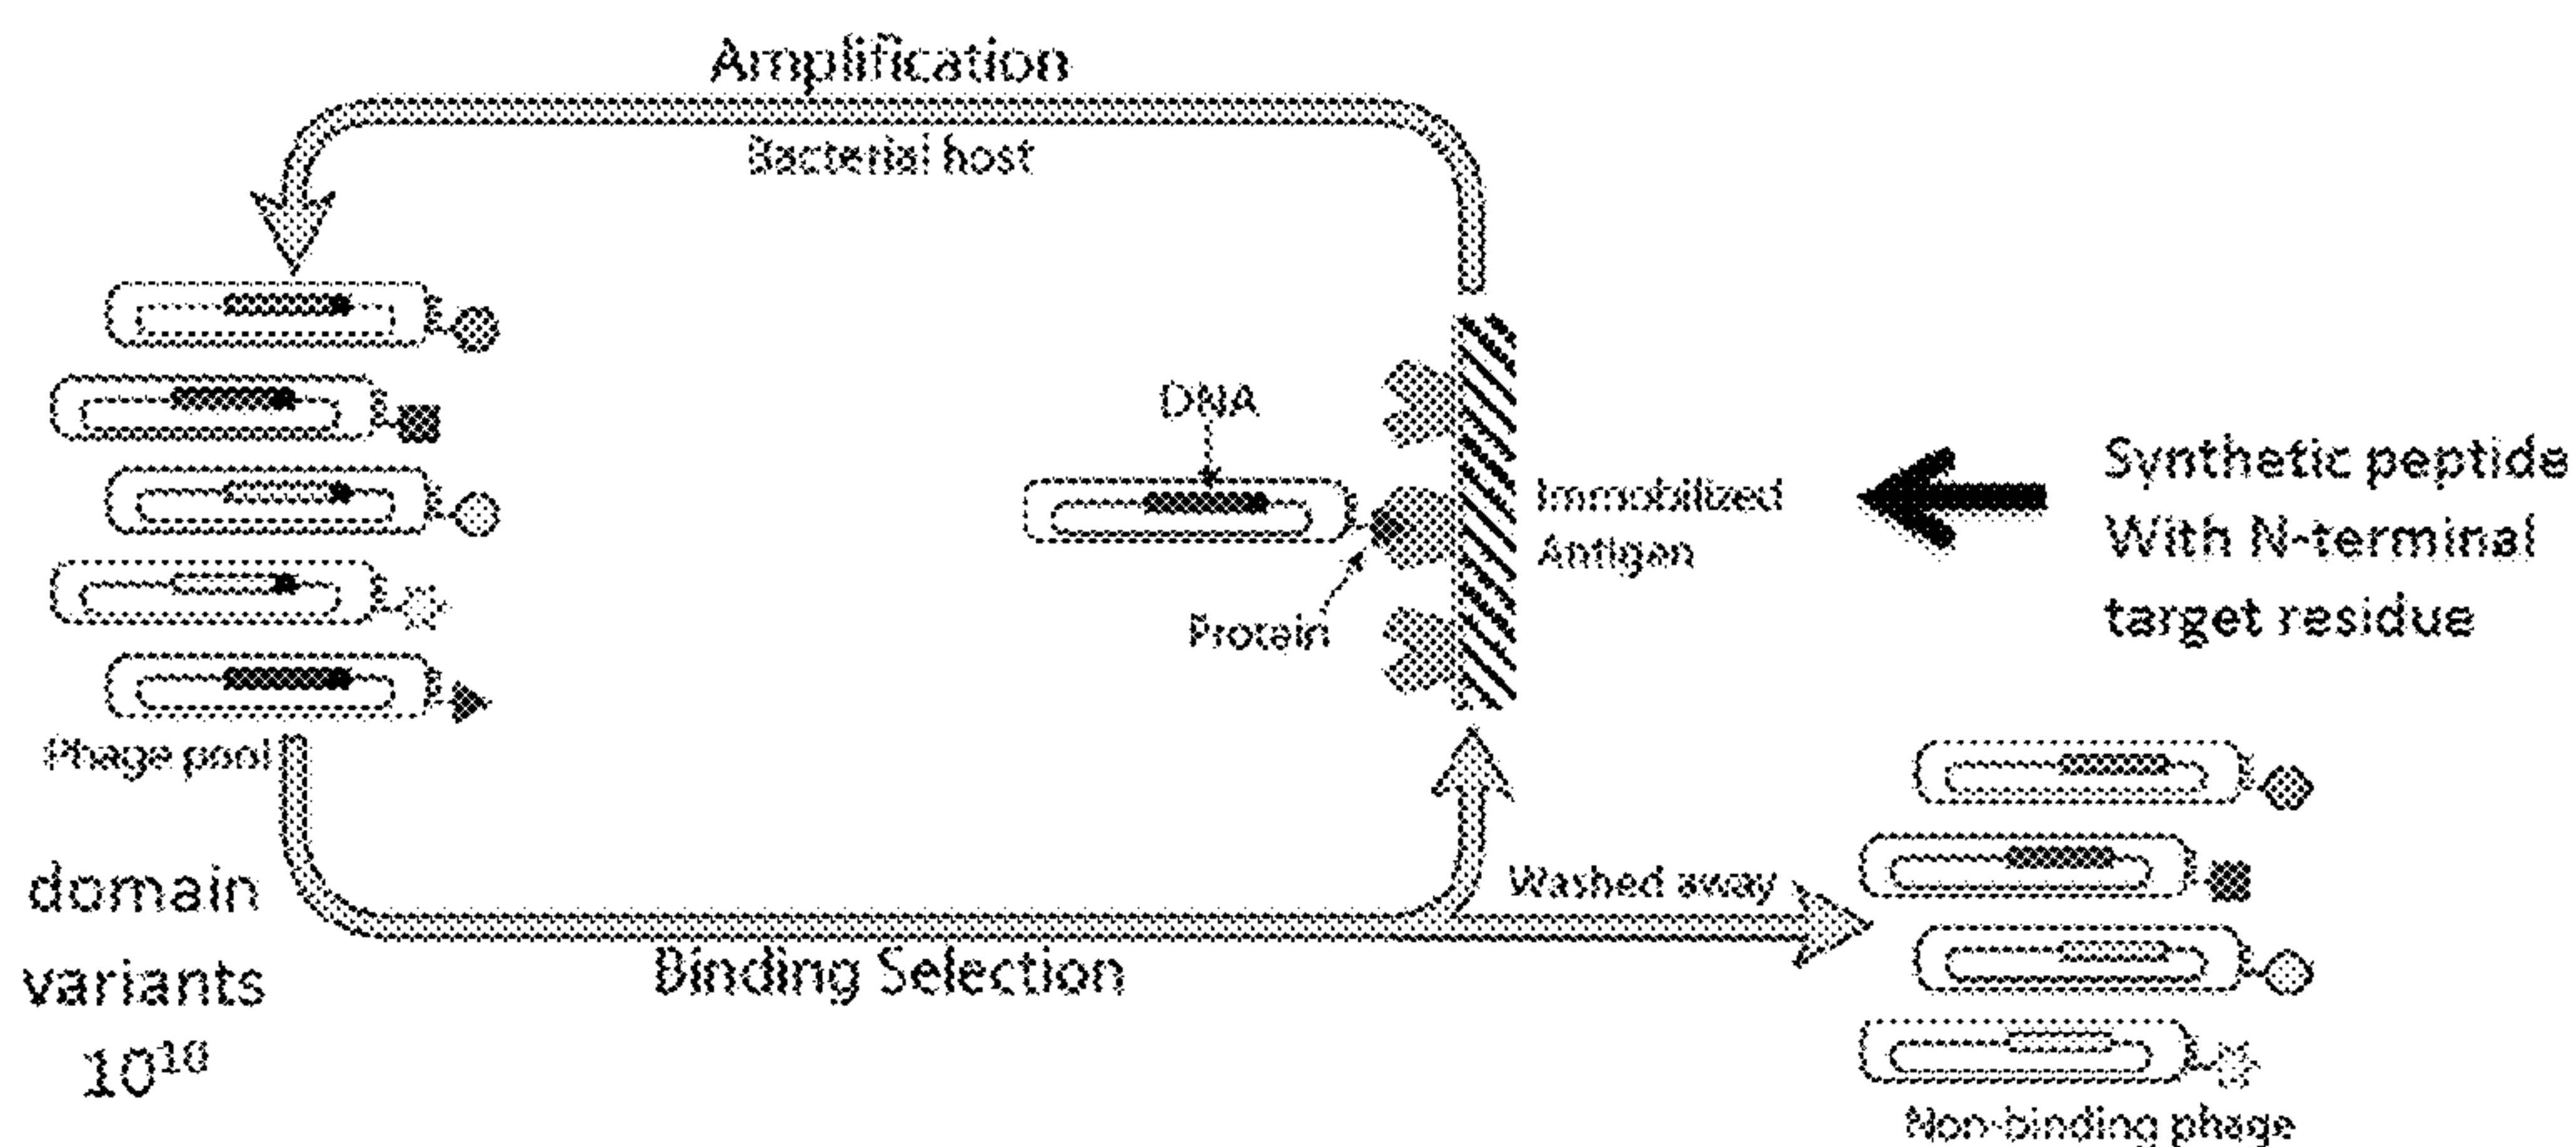 Amplification
Bacterial host
DNA
Protein
Immobilized
Antigen
Synthetic peptide
With N-terminal
target residue
Phage pool
domain
variants
10¹⁰
Binding Selection
Washed away
Non-binding phage